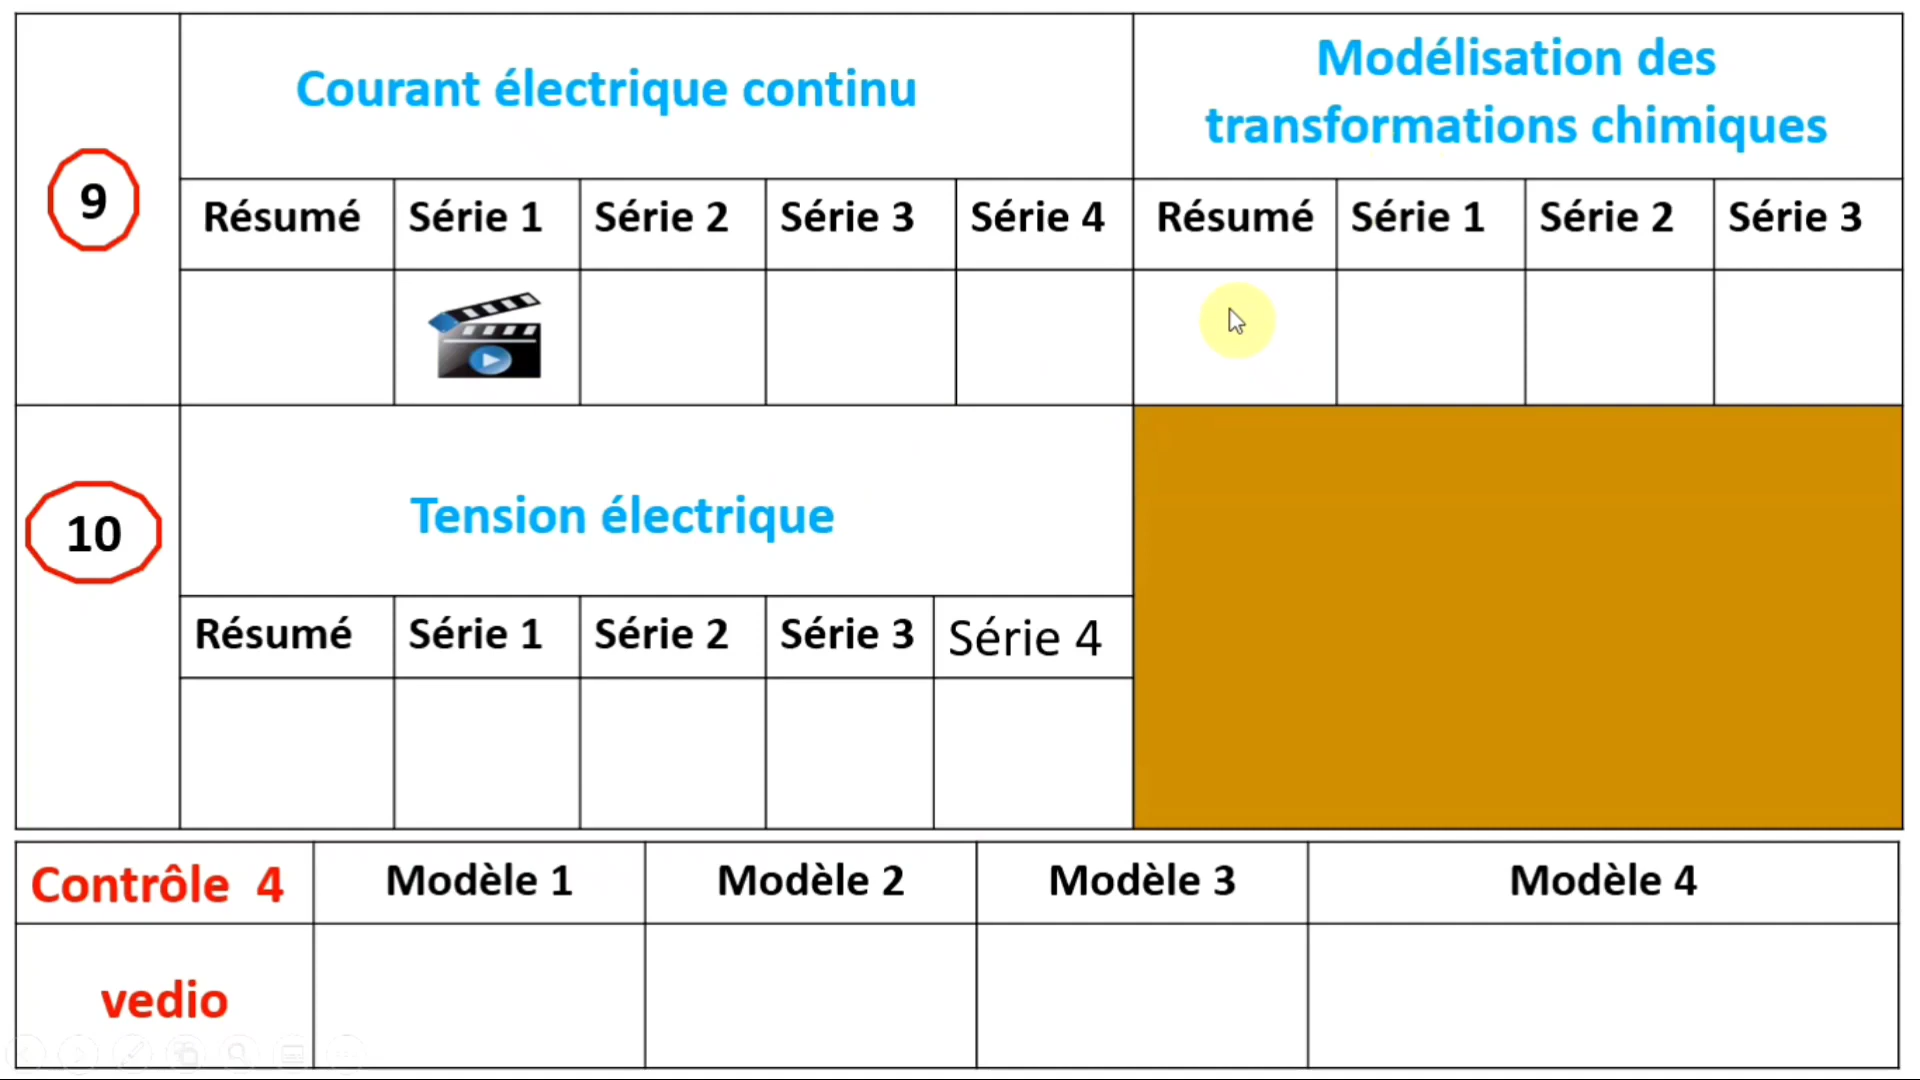 9
Courant électrique continu
Modélisation des
transformations chimiques
Résumé Série 1 Série 2 Série 3 Série 4 Résumé Série 1 Série 2 Série 3
10
Tension électrique
Résumé Série 1 Série 2 Série 3 Série 4
Contrôle 4 Modèle 1 Modèle 2 Modèle 3 Modèle 4
vedio